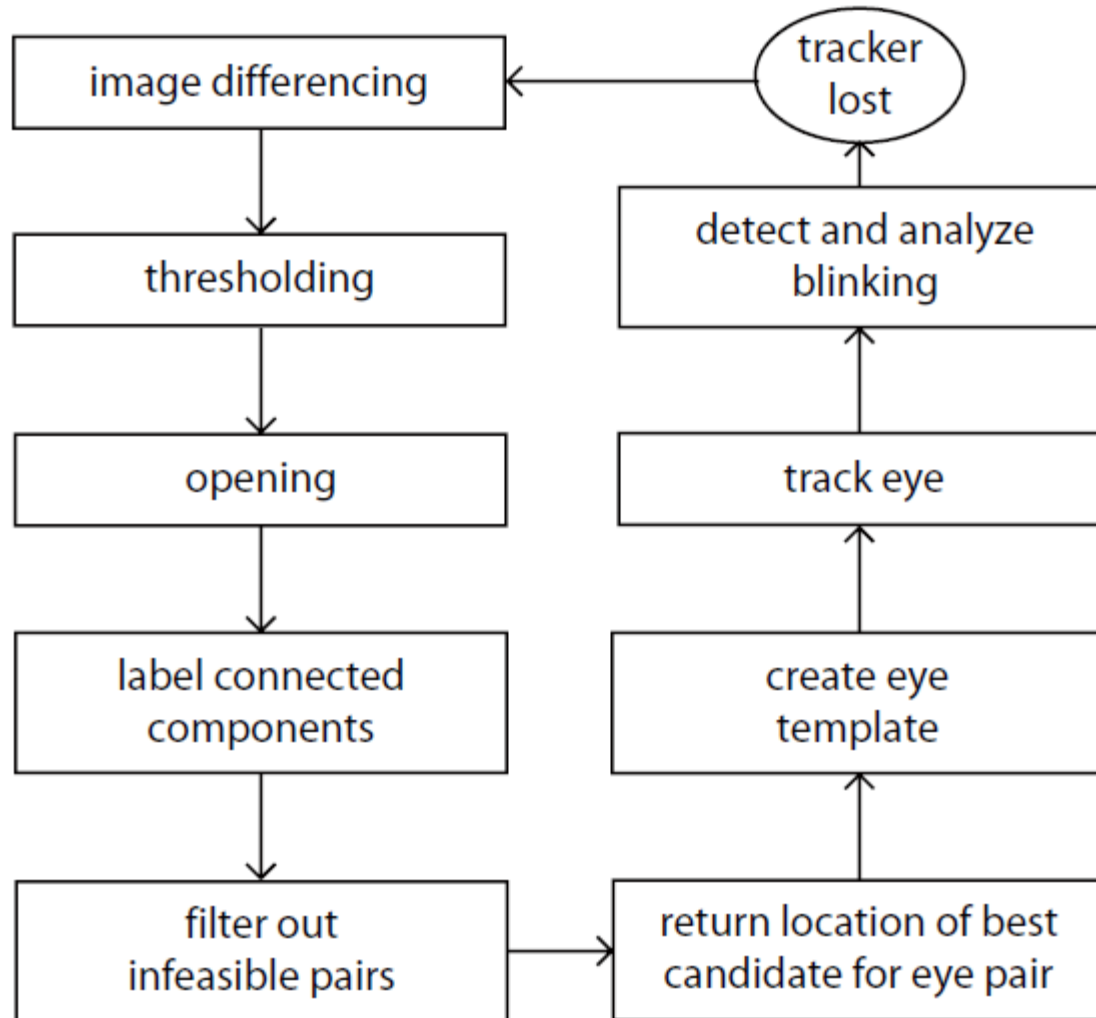 image differencing
thresholding
opening
label connected
components
filter out
infeasible pairs
return location of best
candidate for eye pair
create eye
template
track eye
detect and analyze
blinking
tracker
lost